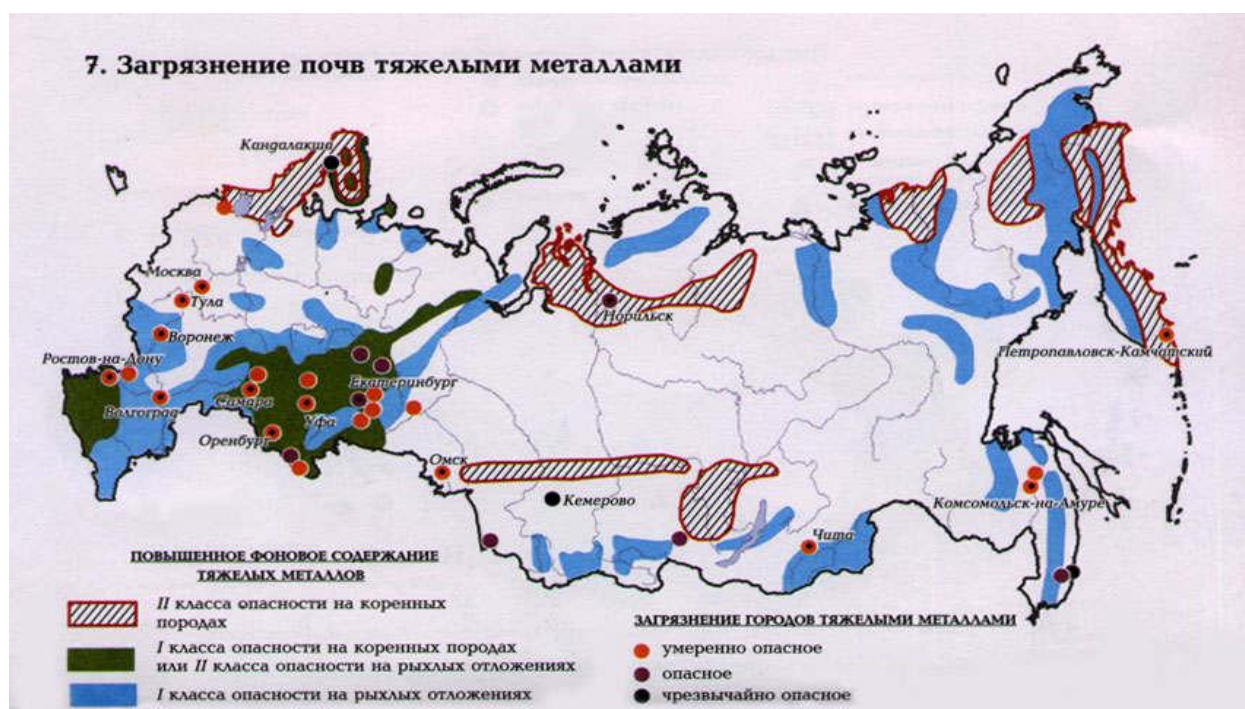 7. Загрязнение почв тяжелыми металлами
Кандалакша
Москва
Тула
Воронеж
Ростов-на-Дону
Волгоград
Самара
Уфа
Екатеринбург
Оренбург
Норильск
Петропавловск-Камчатский
Омск
Кемерово
Чита
Комсомольск-на-Амуре
ПОВЫШЕННОЕ ФОНОВОЕ СОДЕРЖАНИЕ
ТЯЖЕЛЫХ МЕТАЛЛОВ
II класса опасности на коренных
породах
I класса опасности на коренных породах
или II класса опасности на рыхлых отложениях
I класса опасности на рыхлых отложениях
ЗАГРЯЗНЕНИЕ ГОРОДОВ ТЯЖЕЛЫМИ МЕТАЛЛАМИ
умеренно опасное
опасное
чрезвычайно опасное